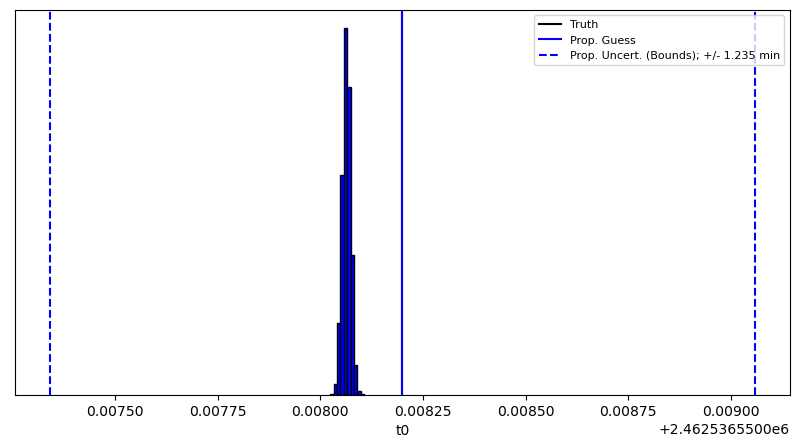 Truth
Prop. Guess
Prop. Uncert. (Bounds); +/- 1.235 min
0.00750 0.00775 0.00800 0.00825 0.00850 0.00875 0.00900
t0
+2.4625365500e6